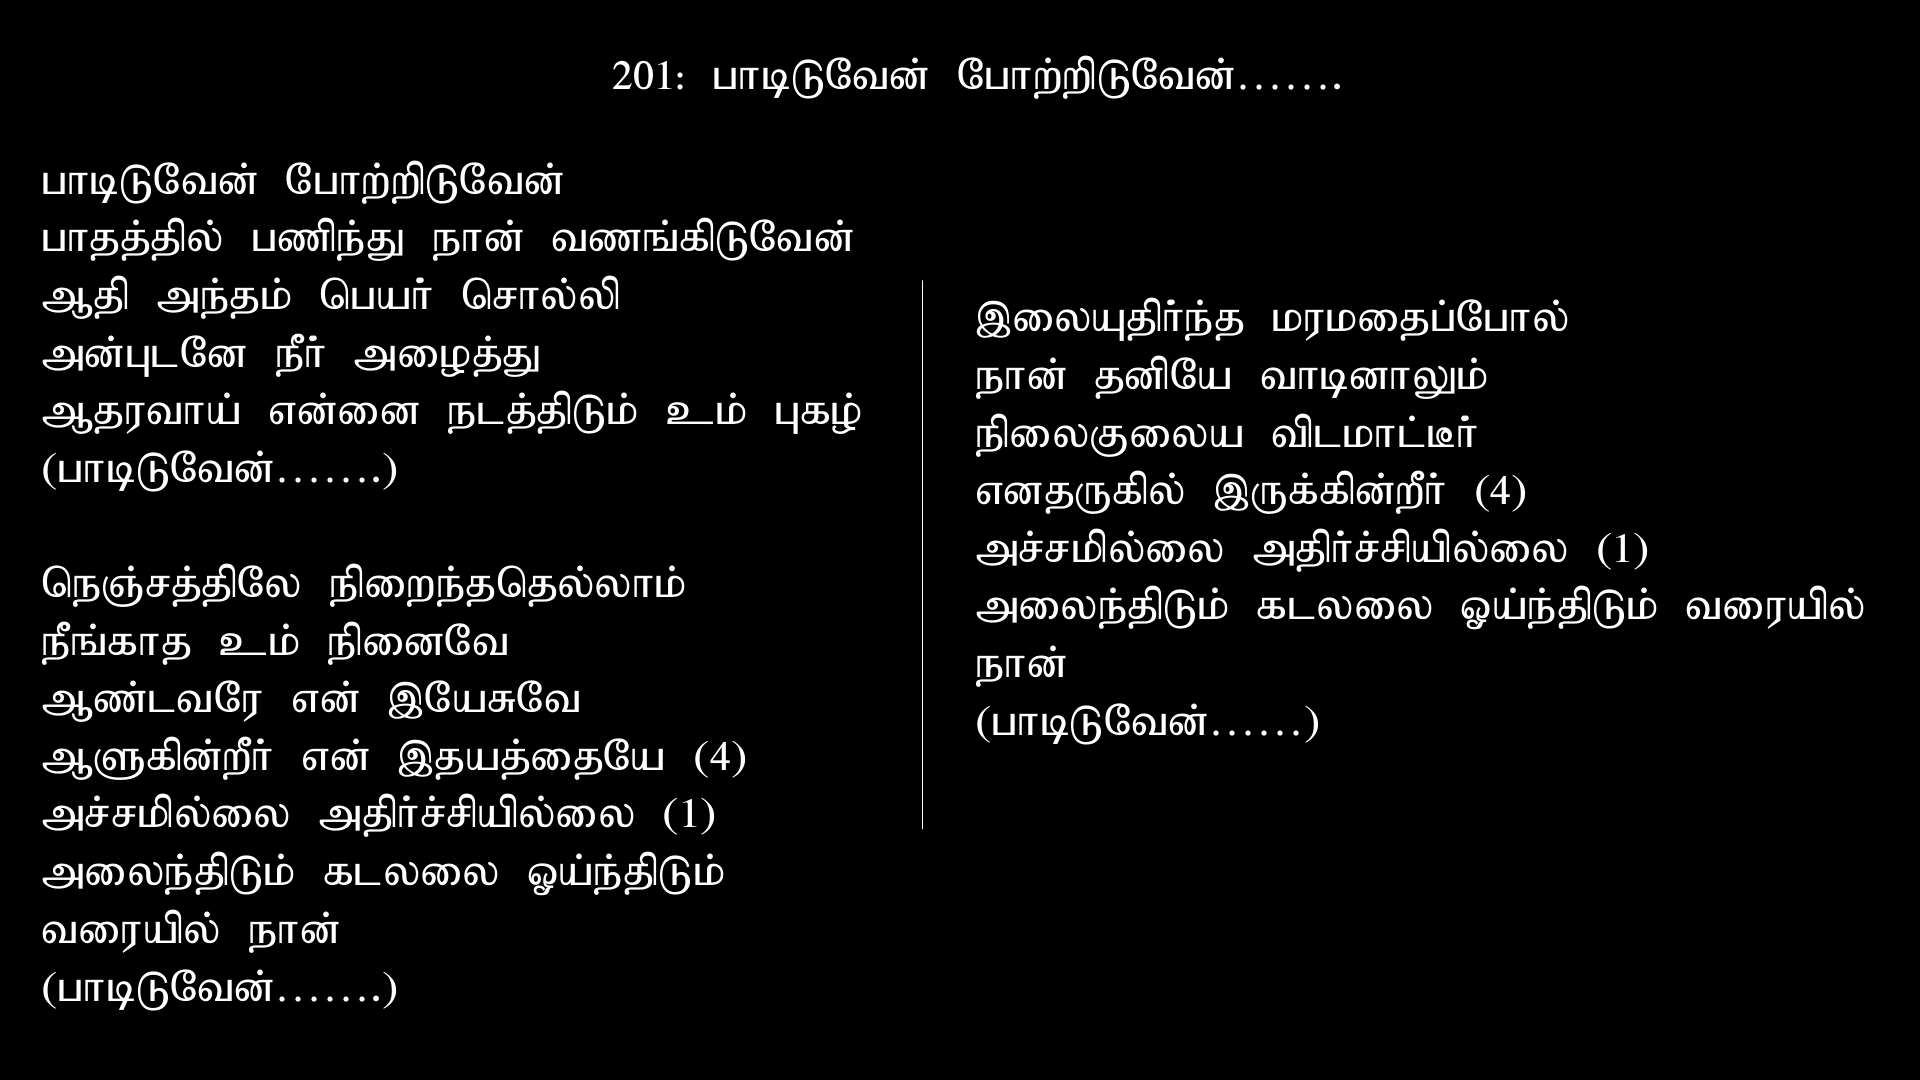 201: பாடிடுவேன் போற்றிடுவேன்.......
பாடிடுவேன் போற்றிடுவேன்
பாதத்தில் பணிந்து நான் வணங்கிடுவேன்
ஆதி அந்தம் பெயர் சொல்லி
அன்புடனே நீர் அழைத்து
ஆதரவாய் என்னை நடத்திடும் உம் புகழ்
(பாடிடுவேன்.......)
நெஞ்சத்திலே நிறைந்ததெல்லாம்
நீங்காத உம் நினைவே
ஆண்டவரே என் இயேசுவே
ஆளுகின்றீர் என் இதயத்தையே (4)
அச்சமில்லை அதிர்ச்சியில்லை (1)
அலைந்திடும் கடலலை ஓய்ந்திடும்
வரையில் நான்
(பாடிடுவேன்.......)
இலையுதிர்ந்த மரமதைப்போல்
நான் தனியே வாடினாலும்
நிலைகுலைய விடமாட்டீர்
எனதருகில் இருக்கின்றீர் (4)
அச்சமில்லை அதிர்ச்சியில்லை (1)
அலைந்திடும் கடலலை ஓய்ந்திடும் வரையில்
நான்
(பாடிடுவேன்......)